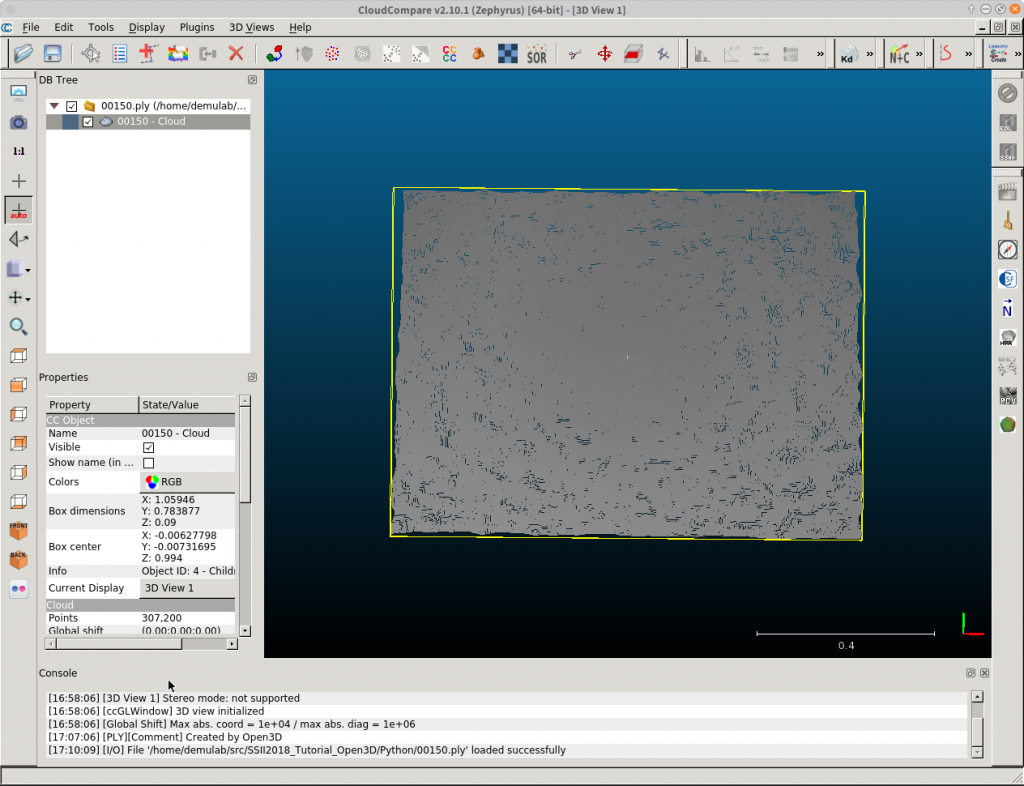 CloudCompare v2.10.1 (Zephyrus) [64-bit] - [3D View 1]
File Edit Tools Display Plugins 3D Views Help
CC
CC
CC
SOR
»
Kd
»
N+C
»
»
DB Tree
00150.ply (/home/demulab/...
00150 - Cloud
1:1
auto
FRONT
BACK
SF
N
HPR
PCV
Properties
Property State/Value
CC Object
Name 00150 - Cloud
Visible
Show name (in ...
Colors RGB
Box dimensions
X: 1.05946
Y: 0.783877
Z: 0.09
Box center
X: -0.00627798
Y: -0.00731695
Z: 0.994
Info Object ID: 4 - Childr
Current Display 3D View 1
Cloud
Points 307,200
Global shift (0.00;0.00;0.00)
0.4
Console
[16:58:06] [3D View 1] Stereo mode: not supported
[16:58:06] [ccGLWindow] 3D view initialized
[16:58:06] [Global Shift] Max abs. coord = 1e+04 / max abs. diag = 1e+06
[17:07:06] [PLY][Comment] Created by Open3D
[17:10:09] [I/O] File '/home/demulab/src/SSII2018_Tutorial_Open3D/Python/00150.ply' loaded successfully